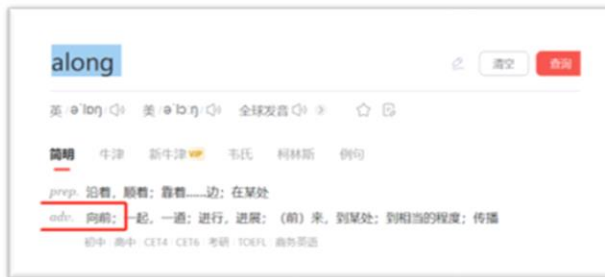 along
清空 查询
英 /əˈlɒŋ/ 美 /əˈlɔːŋ/ 全球发音
简明 牛津 新牛津 VIP 韦氏 柯林斯 例句
prep. 沿着，顺着；靠着……边；在某处
adv. 向前；一起，一道；进行，进展；（前）来，到某处；到相当的程度；传播
初中 / 高中 / CET4 / CET6 / 考研 / TOEFL / 商务英语